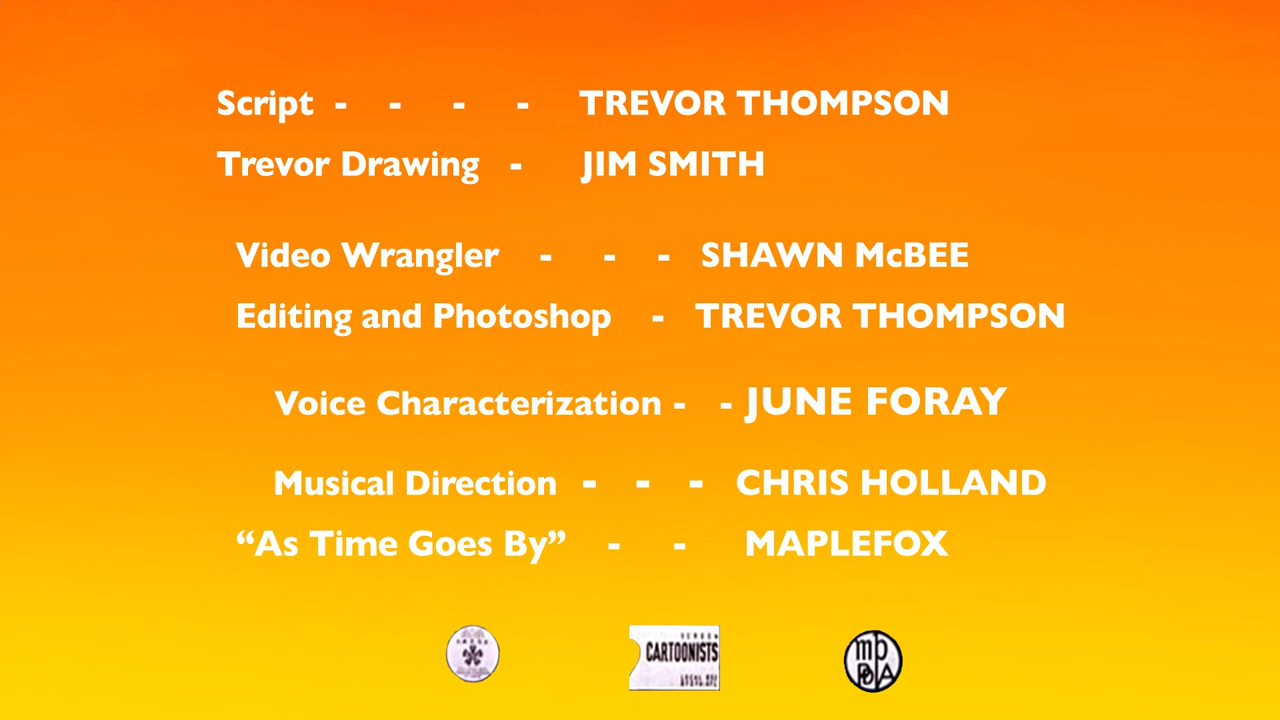 Script - - - - TREVOR THOMPSON
Trevor Drawing - JIM SMITH
Video Wrangler - - - SHAWN McBEE
Editing and Photoshop - TREVOR THOMPSON
Voice Characterization - - JUNE FORAY
Musical Direction - - - CHRIS HOLLAND
“As Time Goes By” - - MAPLEFOX
SCREEN
CARTOONISTS